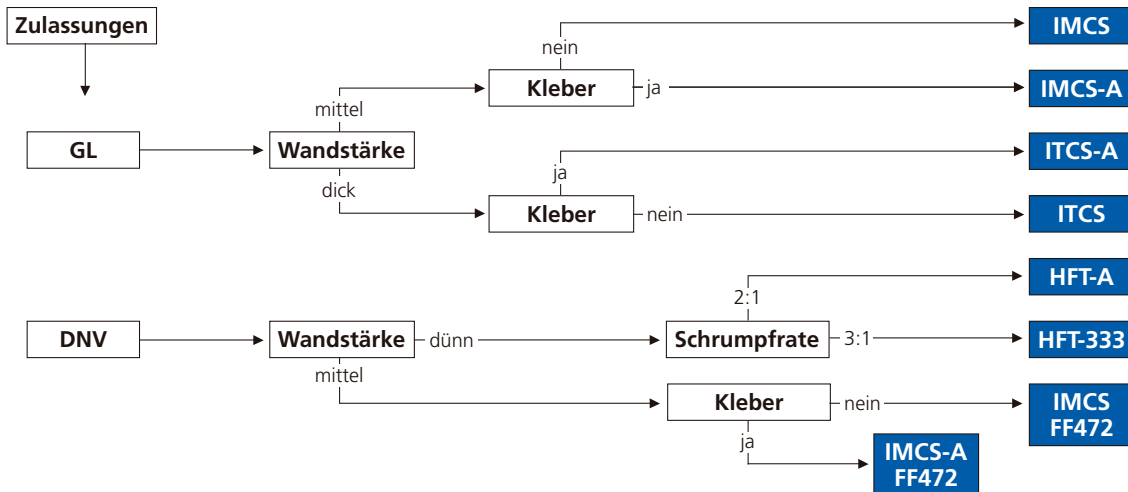 Zulassungen
IMCS
nein
Kleber
ja
IMCS-A
mittel
GL
Wandstärke
ja
ITCS-A
dick
Kleber
nein
ITCS
HFT-A
2:1
DNV
Wandstärke
dünn
Schrumpfrate
3:1
HFT-333
mittel
Kleber
nein
IMCS
FF472
ja
IMCS-A
FF472